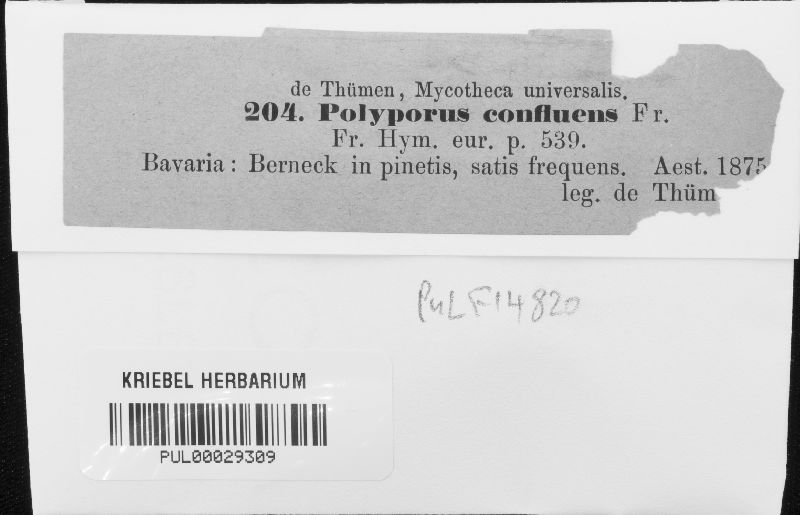 de Thümen, Mycotheca universalis.
204. Polyporus confluens Fr.
Fr. Hym. eur. p. 539.
Bavaria: Berneck in pinetis, satis frequens. Aest. 1875
leg. de Thüm
PuL F14820
KRIEBEL HERBARIUM
PUL00029309